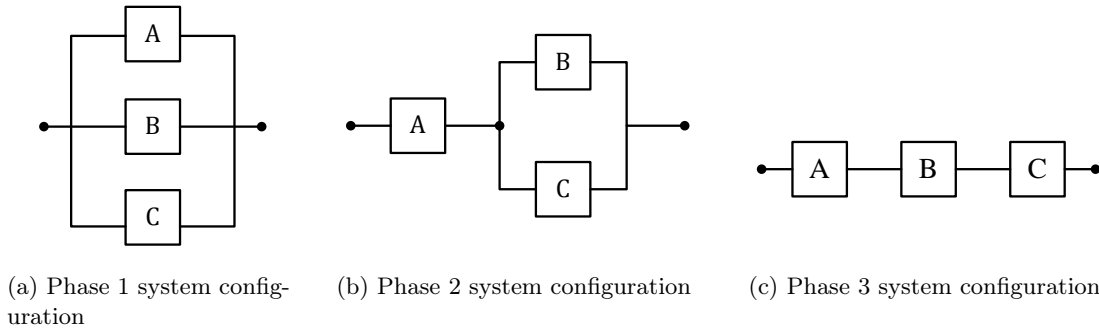 A
B
C
A
B
C
A
B
C
(a) Phase 1 system config-
uration
(b) Phase 2 system configuration
(c) Phase 3 system configuration